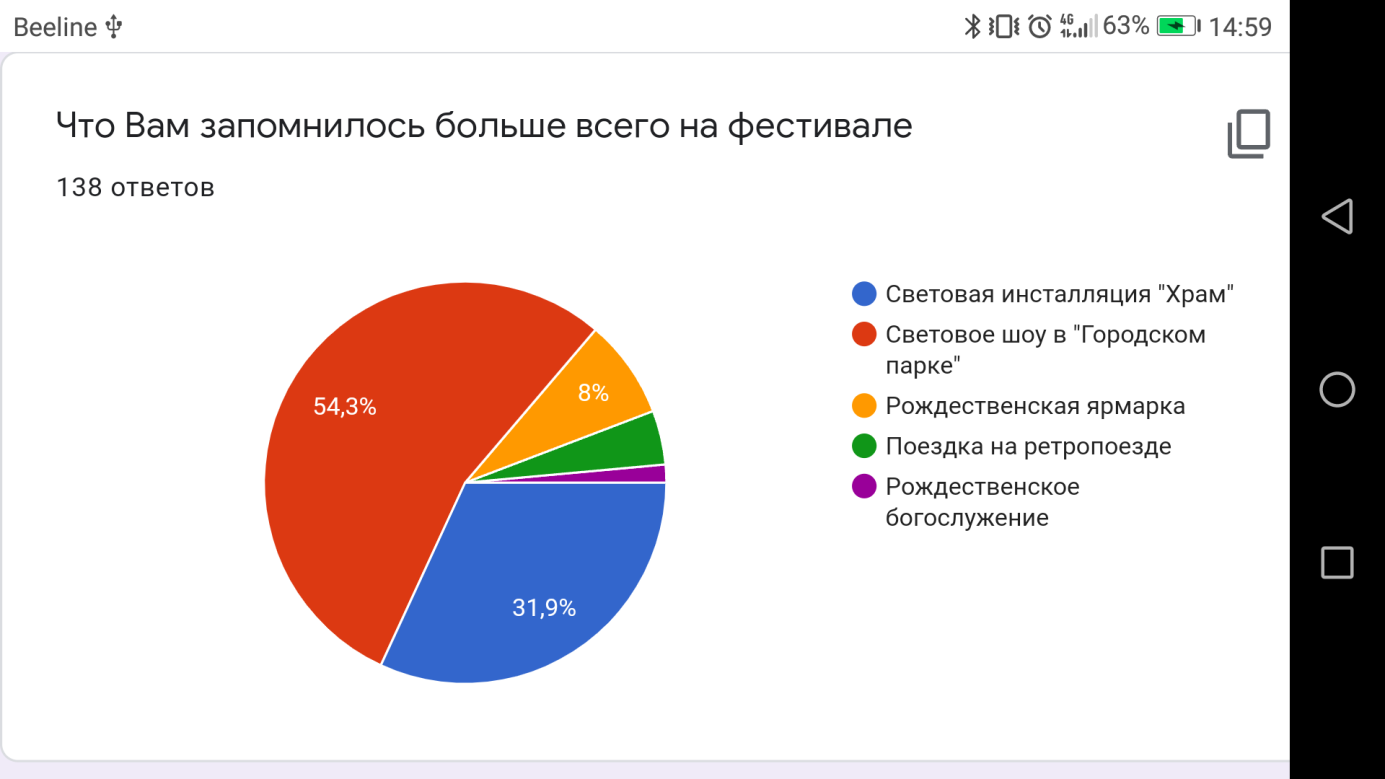 Beeline
4G
63%
14:59
Что Вам запомнилось больше всего на фестивале
138 ответов
54,3%
8%
31,9%
Световая инсталляция "Храм"
Световое шоу в "Городском
парке"
Рождественская ярмарка
Поездка на ретропоезде
Рождественское
богослужение